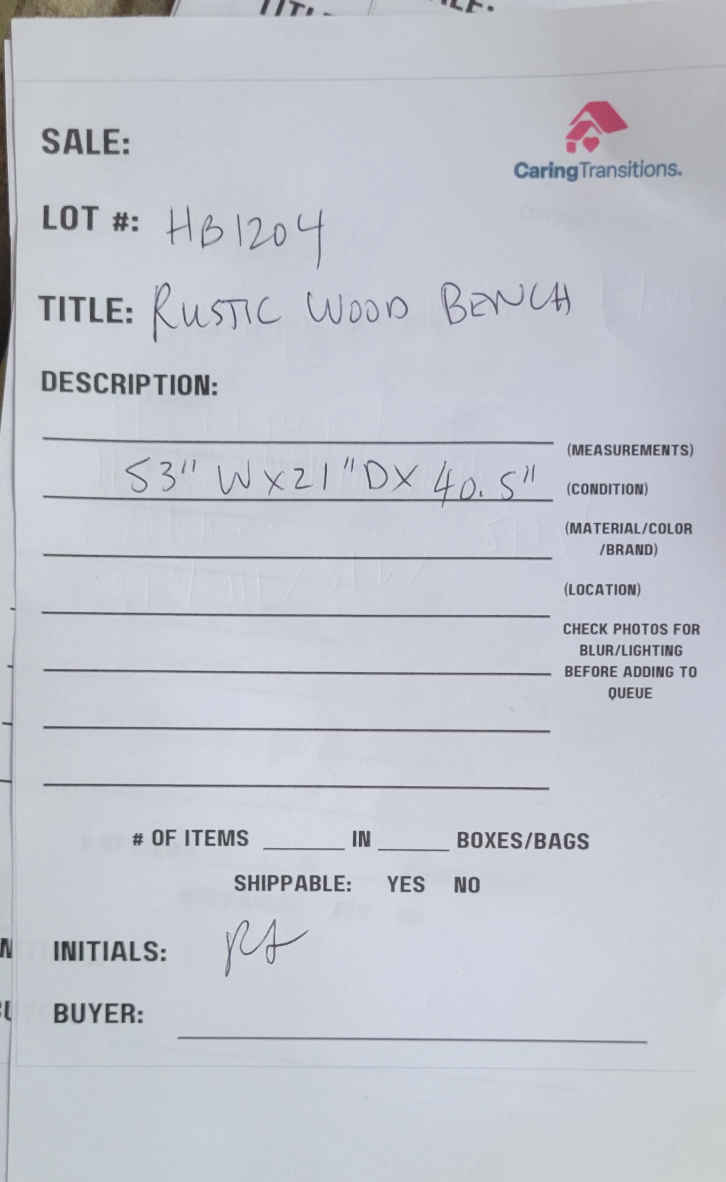 CaringTransitions.
SALE:
LOT #: HB1204
TITLE: RUSTIC WOOD BENCH
DESCRIPTION:
(MEASUREMENTS)
53" W X 21" D X 40.5"
(CONDITION)
(MATERIAL/COLOR
/BRAND)
(LOCATION)
CHECK PHOTOS FOR
BLUR/LIGHTING
BEFORE ADDING TO
QUEUE
# OF ITEMS ______ IN ______ BOXES/BAGS
SHIPPABLE: YES NO
INITIALS:
BUYER: